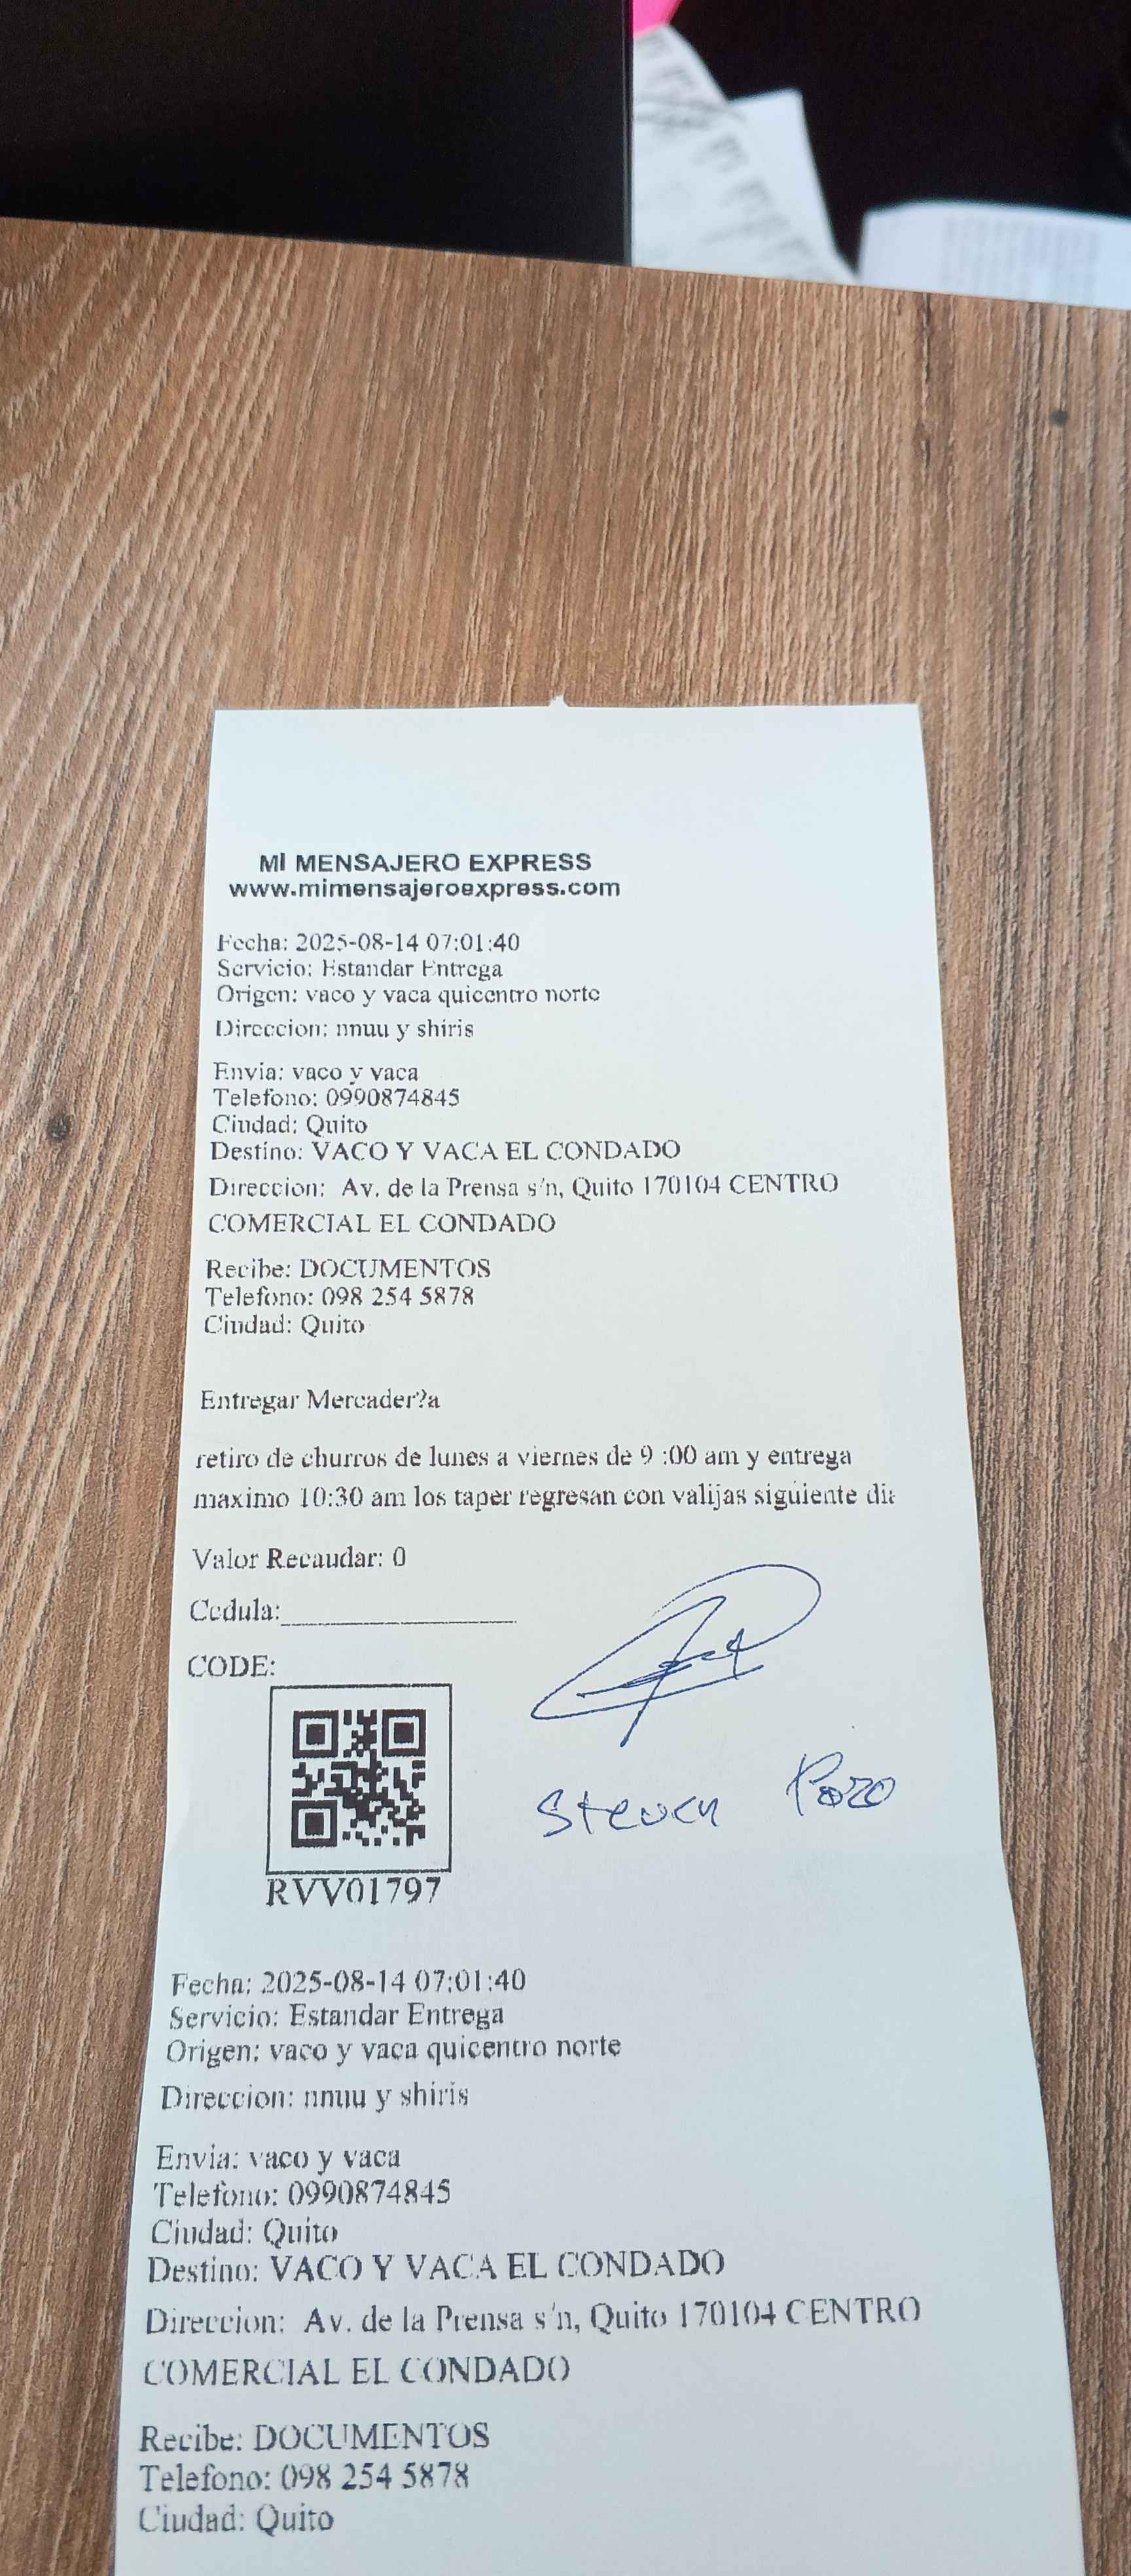 MI MENSAJERO EXPRESS
www.mimensajeroexpress.com
Fecha: 2025-08-14 07:01:40
Servicio: Estandar Entrega
Origen: vaco y vaca quicentro norte
Direccion: nnuu y shiris
Envia: vaco y vaca
Telefono: 0990874845
Ciudad: Quito
Destino: VACO Y VACA EL CONDADO
Direccion: Av. de la Prensa s/n, Quito 170104 CENTRO
COMERCIAL EL CONDADO
Recibe: DOCUMENTOS
Telefono: 098 254 5878
Ciudad: Quito
Entregar Mercader?a
retiro de churros de lunes a viernes de 9 :00 am y entrega
maximo 10:30 am los taper regresan con valijas siguiente dia
Valor Recaudar: 0
Cedula:_______________
CODE:
Steven Pozo
RVV01797
Fecha: 2025-08-14 07:01:40
Servicio: Estandar Entrega
Origen: vaco y vaca quicentro norte
Direccion: nnuu y shiris
Envia: vaco y vaca
Telefono: 0990874845
Ciudad: Quito
Destino: VACO Y VACA EL CONDADO
Direccion: Av. de la Prensa s/n, Quito 170104 CENTRO
COMERCIAL EL CONDADO
Recibe: DOCUMENTOS
Telefono: 098 254 5878
Ciudad: Quito